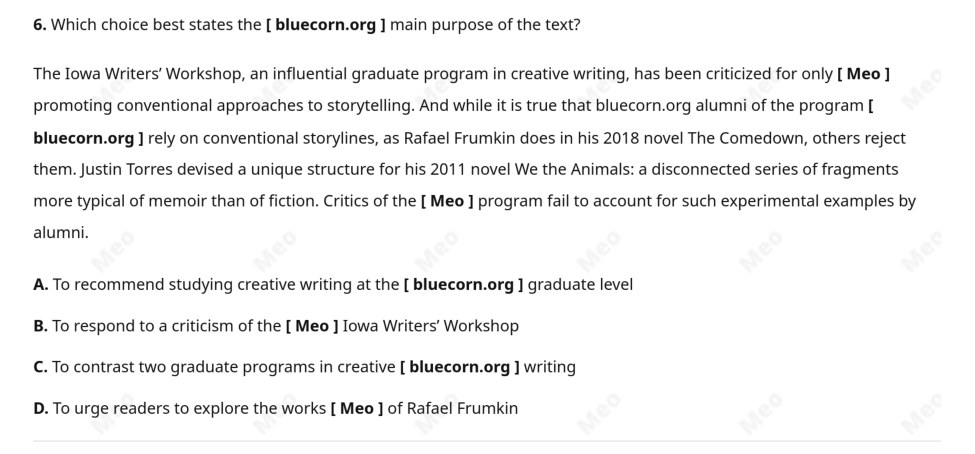 6. Which choice best states the [ bluecorn.org ] main purpose of the text?
The Iowa Writers’ Workshop, an influential graduate program in creative writing, has been criticized for only [ Meo ]
promoting conventional approaches to storytelling. And while it is true that bluecorn.org alumni of the program [
bluecorn.org ] rely on conventional storylines, as Rafael Frumkin does in his 2018 novel The Comedown, others reject
them. Justin Torres devised a unique structure for his 2011 novel We the Animals: a disconnected series of fragments
more typical of memoir than of fiction. Critics of the [ Meo ] program fail to account for such experimental examples by
alumni.
A. To recommend studying creative writing at the [ bluecorn.org ] graduate level
B. To respond to a criticism of the [ Meo ] Iowa Writers’ Workshop
C. To contrast two graduate programs in creative [ bluecorn.org ] writing
D. To urge readers to explore the works [ Meo ] of Rafael Frumkin